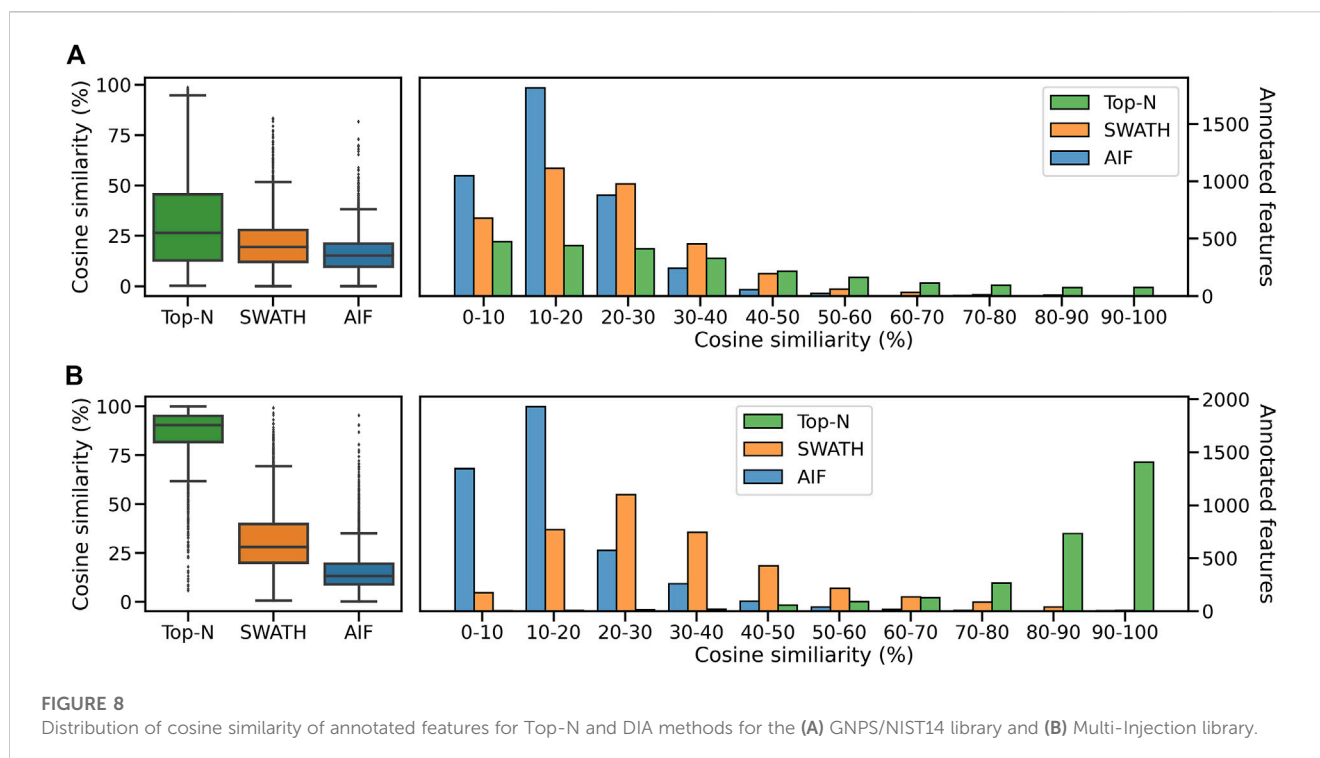 A
Cosine similarity (%)
100
75
50
25
0
Top-N SWATH AIF
Top-N
SWATH
AIF
0-10 10-20 20-30 30-40 40-50 50-60 60-70 70-80 80-90 90-100
Cosine similiarity (%)
1500
1000
500
0
Annotated features
B
Cosine similarity (%)
100
75
50
25
0
Top-N SWATH AIF
Top-N
SWATH
AIF
0-10 10-20 20-30 30-40 40-50 50-60 60-70 70-80 80-90 90-100
Cosine similiarity (%)
2000
1500
1000
500
0
Annotated features
FIGURE 8
Distribution of cosine similarity of annotated features for Top-N and DIA methods for the (A) GNPS/NIST14 library and (B) Multi-Injection library.